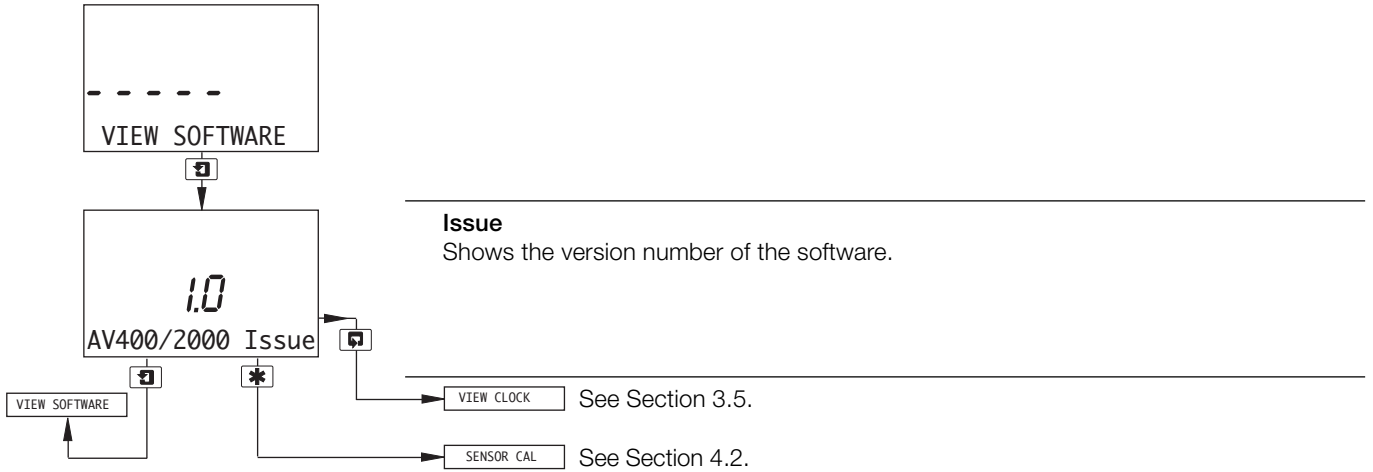 - - - - -
VIEW SOFTWARE
1.0
AV400/2000 Issue
Issue
Shows the version number of the software.
VIEW SOFTWARE
VIEW CLOCK See Section 3.5.
SENSOR CAL See Section 4.2.